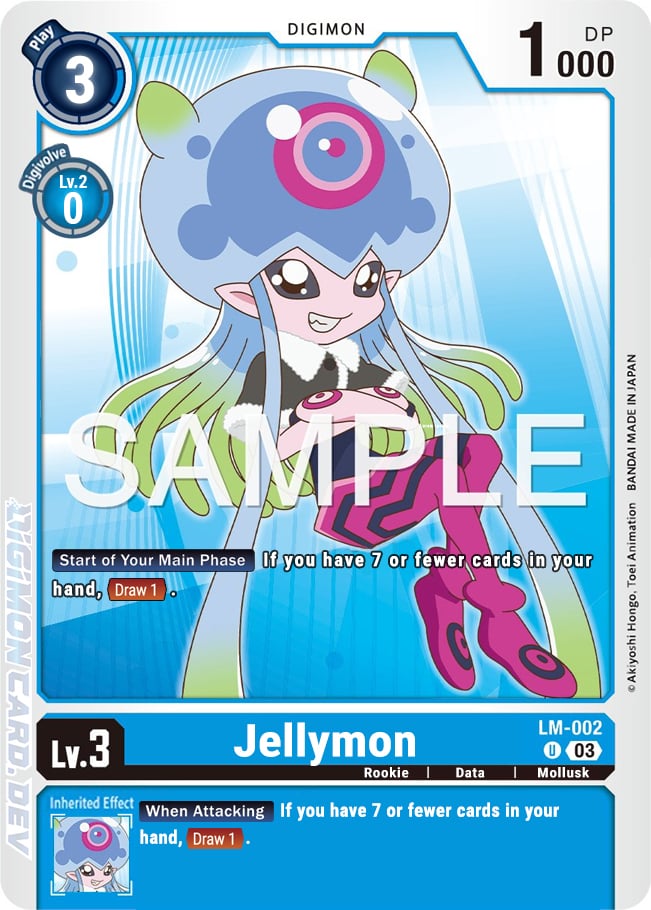 DIGIMON
Play
3
1000
DP
Digivolve
Lv.2
0
SAMPLE
Start of Your Main Phase If you have 7 or fewer cards in your
hand, Draw 1.
© Akiyoshi Hongo, Toei Animation BANDAI MADE IN JAPAN
DIGIMONCARD.DEV
Lv.3
Jellymon
LM-002
U 03
Rookie | Data | Mollusk
Inherited Effect
When Attacking If you have 7 or fewer cards in your
hand, Draw 1.